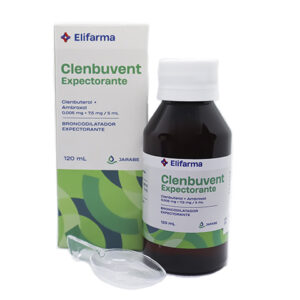 Elifarma
Clenbuvent
Expectorante
Clenbuterol +
Ambroxol
0.005 mg + 7.5 mg / 5 mL
BRONCODILATADOR
EXPECTORANTE
120 mL
JARABE
Elifarma
Clenbuvent
Expectorante
Clenbuterol + Ambroxol
0.005 mg + 7.5 mg / 5 mL
BRONCODILATADOR
EXPECTORANTE
120 mL
JARABE